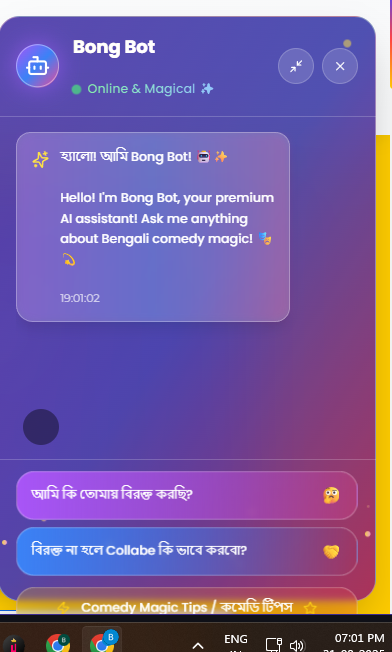 Bong Bot
Online & Magical ✨
হ্যালো! আমি Bong Bot! 🤖 ✨
Hello! I'm Bong Bot, your premium
AI assistant! Ask me anything
about Bengali comedy magic! 🎭
💫
19:01:02
আমি কি তোমায় বিরক্ত করছি? 🤔
বিরক্ত না হলে Collabe কি ভাবে করবো? 🤝
Comedy Magic Tips / কমেডি টিপস
ENG
07:01 PM